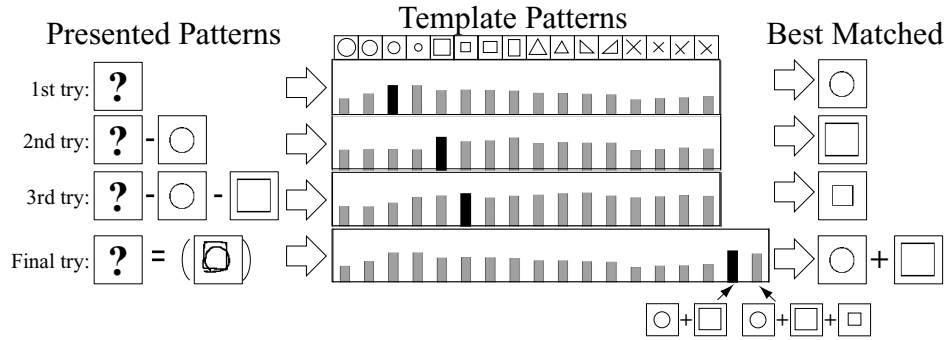 Template Patterns
Presented Patterns
Best Matched
1st try: ?
2nd try: ? -
3rd try: ? - -
Final try: ? = ( )
+
+ + +